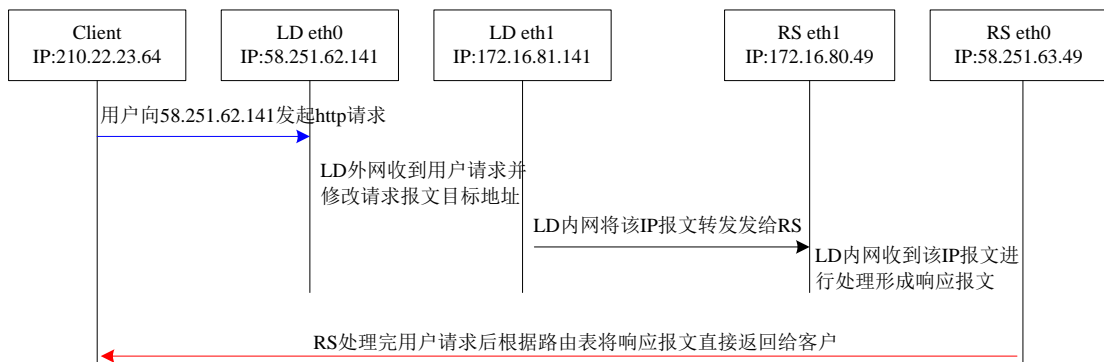 Client
IP:210.22.23.64
LD eth0
IP:58.251.62.141
LD eth1
IP:172.16.81.141
RS eth1
IP:172.16.80.49
RS eth0
IP:58.251.63.49
用户向58.251.62.141发起http请求
LD外网收到用户请求并
修改请求报文目标地址
LD内网将该IP报文转发发给RS
LD内网收到该IP报文进
行处理形成响应报文
RS处理完用户请求后根据路由表将响应报文直接返回给客户